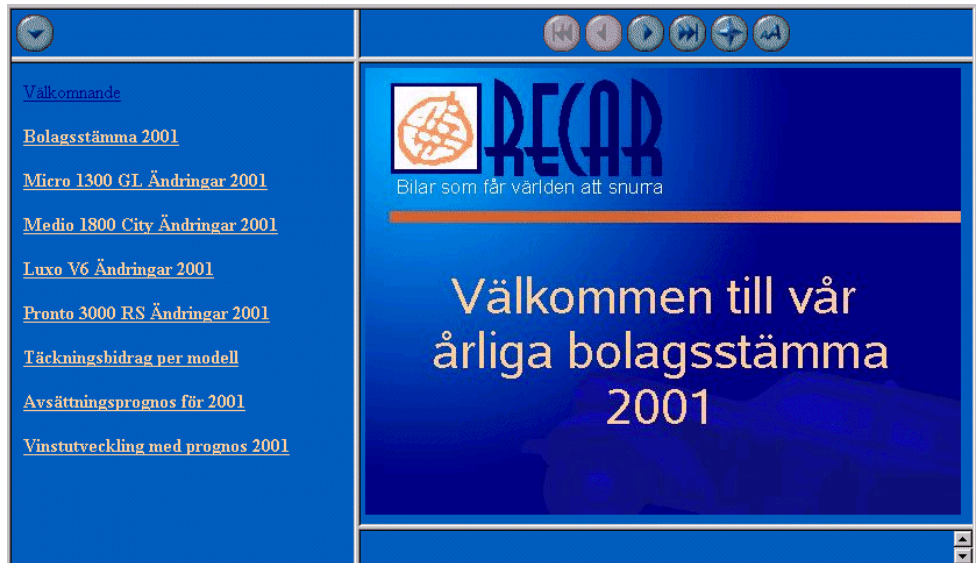 Välkomnande
Bolagsstämma 2001
Micro 1300 GL Ändringar 2001
Medio 1800 City Ändringar 2001
Luxo V6 Ändringar 2001
Pronto 3000 RS Ändringar 2001
Täckningsbidrag per modell
Avsättningsprognos för 2001
Vinstutveckling med prognos 2001
RECAR
Bilar som får världen att snurra
Välkommen till vår
årliga bolagsstämma
2001